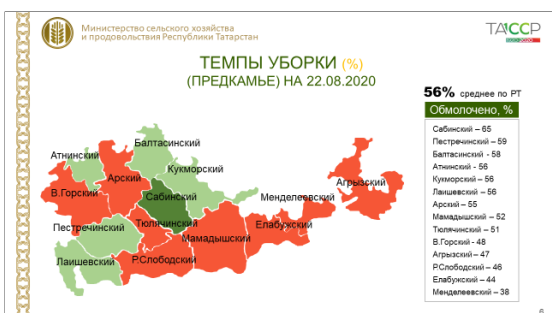 Министерство сельского хозяйства
и продовольствия Республики Татарстан
ТАССР
ТЕМПЫ УБОРКИ (%)
(ПРЕДКАМЬЕ) НА 22.08.2020
56% среднее по РТ
Обмолочено, %
Сабинский – 65
Пестречинский – 59
Балтасинский - 58
Атнинский – 56
Кукморский – 56
Лаишевский – 56
Арский – 55
Мамадышский – 52
Тюлячинский – 51
В.Горский - 48
Агрызский – 47
Р.Слободский – 46
Елабужский – 44
Менделеевский – 38
Балтасинский
Атнинский
Кукморский
Арский
В.Горский
Сабинский
Менделеевский
Агрызский
Пестречинский
Тюлячинский
Елабужский
Мамадышский
Лаишевский
Р.Слободский
6